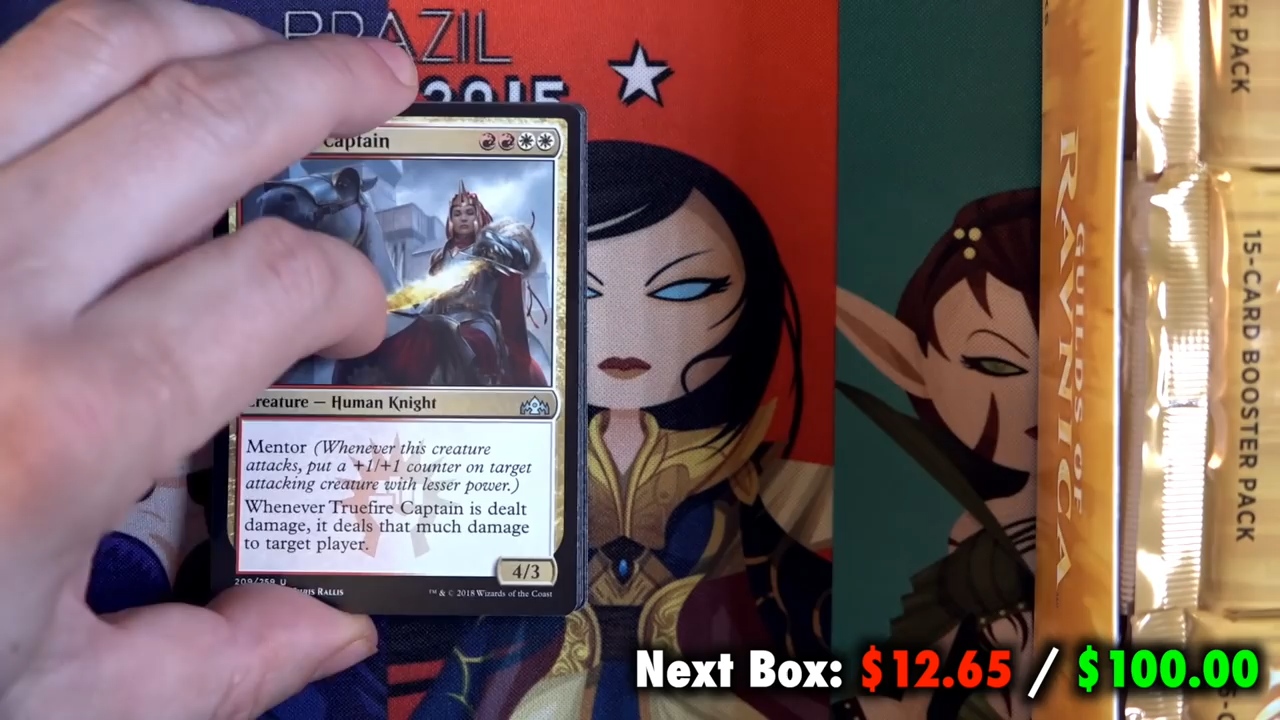 BRAZIL
2015
Captain
Creature — Human Knight
Mentor (Whenever this creature
attacks, put a +1/+1 counter on target
attacking creature with lesser power.)
Whenever Truefire Captain is dealt
damage, it deals that much damage
to target player.
4/3
209/259 U
RALLIS
™ & © 2018 Wizards of the Coast
GUILDS OF
RAVNICA
R PACK
15-CARD BOOSTER PACK
Next Box: $12.65 / $100.00